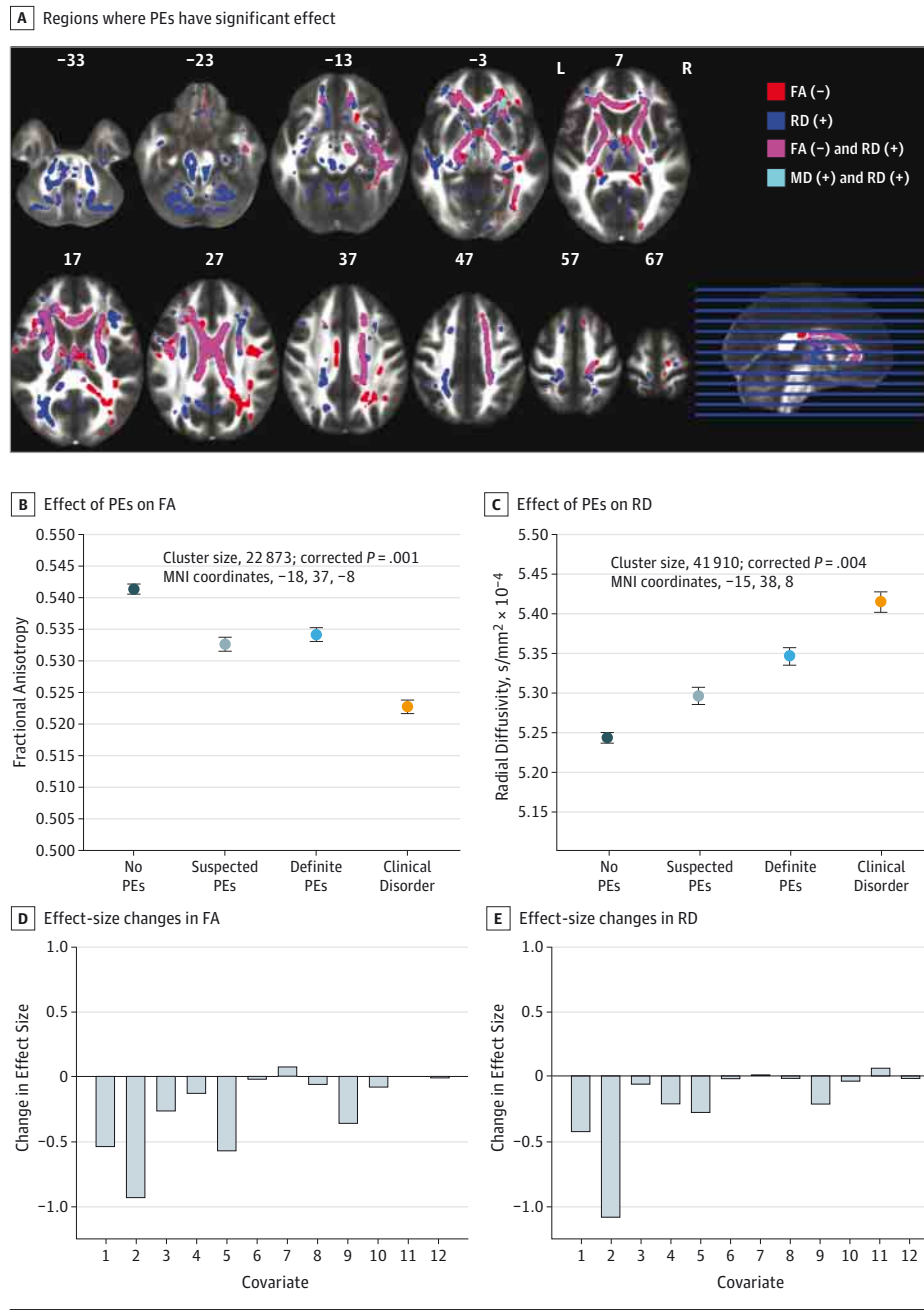 A Regions where PEs have significant effect
−33 −23 −13 −3 L 7 R
FA (−)
RD (+)
FA (−) and RD (+)
MD (+) and RD (+)
17 27 37 47 57 67
B Effect of PEs on FA
Cluster size, 22 873; corrected P = .001
MNI coordinates, −18, 37, −8
Fractional Anisotropy
0.550
0.545
0.540
0.535
0.530
0.525
0.520
0.515
0.510
0.505
0.500
No PEs
Suspected PEs
Definite PEs
Clinical Disorder
C Effect of PEs on RD
Cluster size, 41 910; corrected P = .004
MNI coordinates, −15, 38, 8
Radial Diffusivity, s/mm² × 10⁻⁴
5.50
5.45
5.40
5.35
5.30
5.25
5.20
5.15
No PEs
Suspected PEs
Definite PEs
Clinical Disorder
D Effect-size changes in FA
Change in Effect Size
1.0
0.5
0
−0.5
−1.0
1 2 3 4 5 6 7 8 9 10 11 12
Covariate
E Effect-size changes in RD
Change in Effect Size
1.0
0.5
0
−0.5
−1.0
1 2 3 4 5 6 7 8 9 10 11 12
Covariate